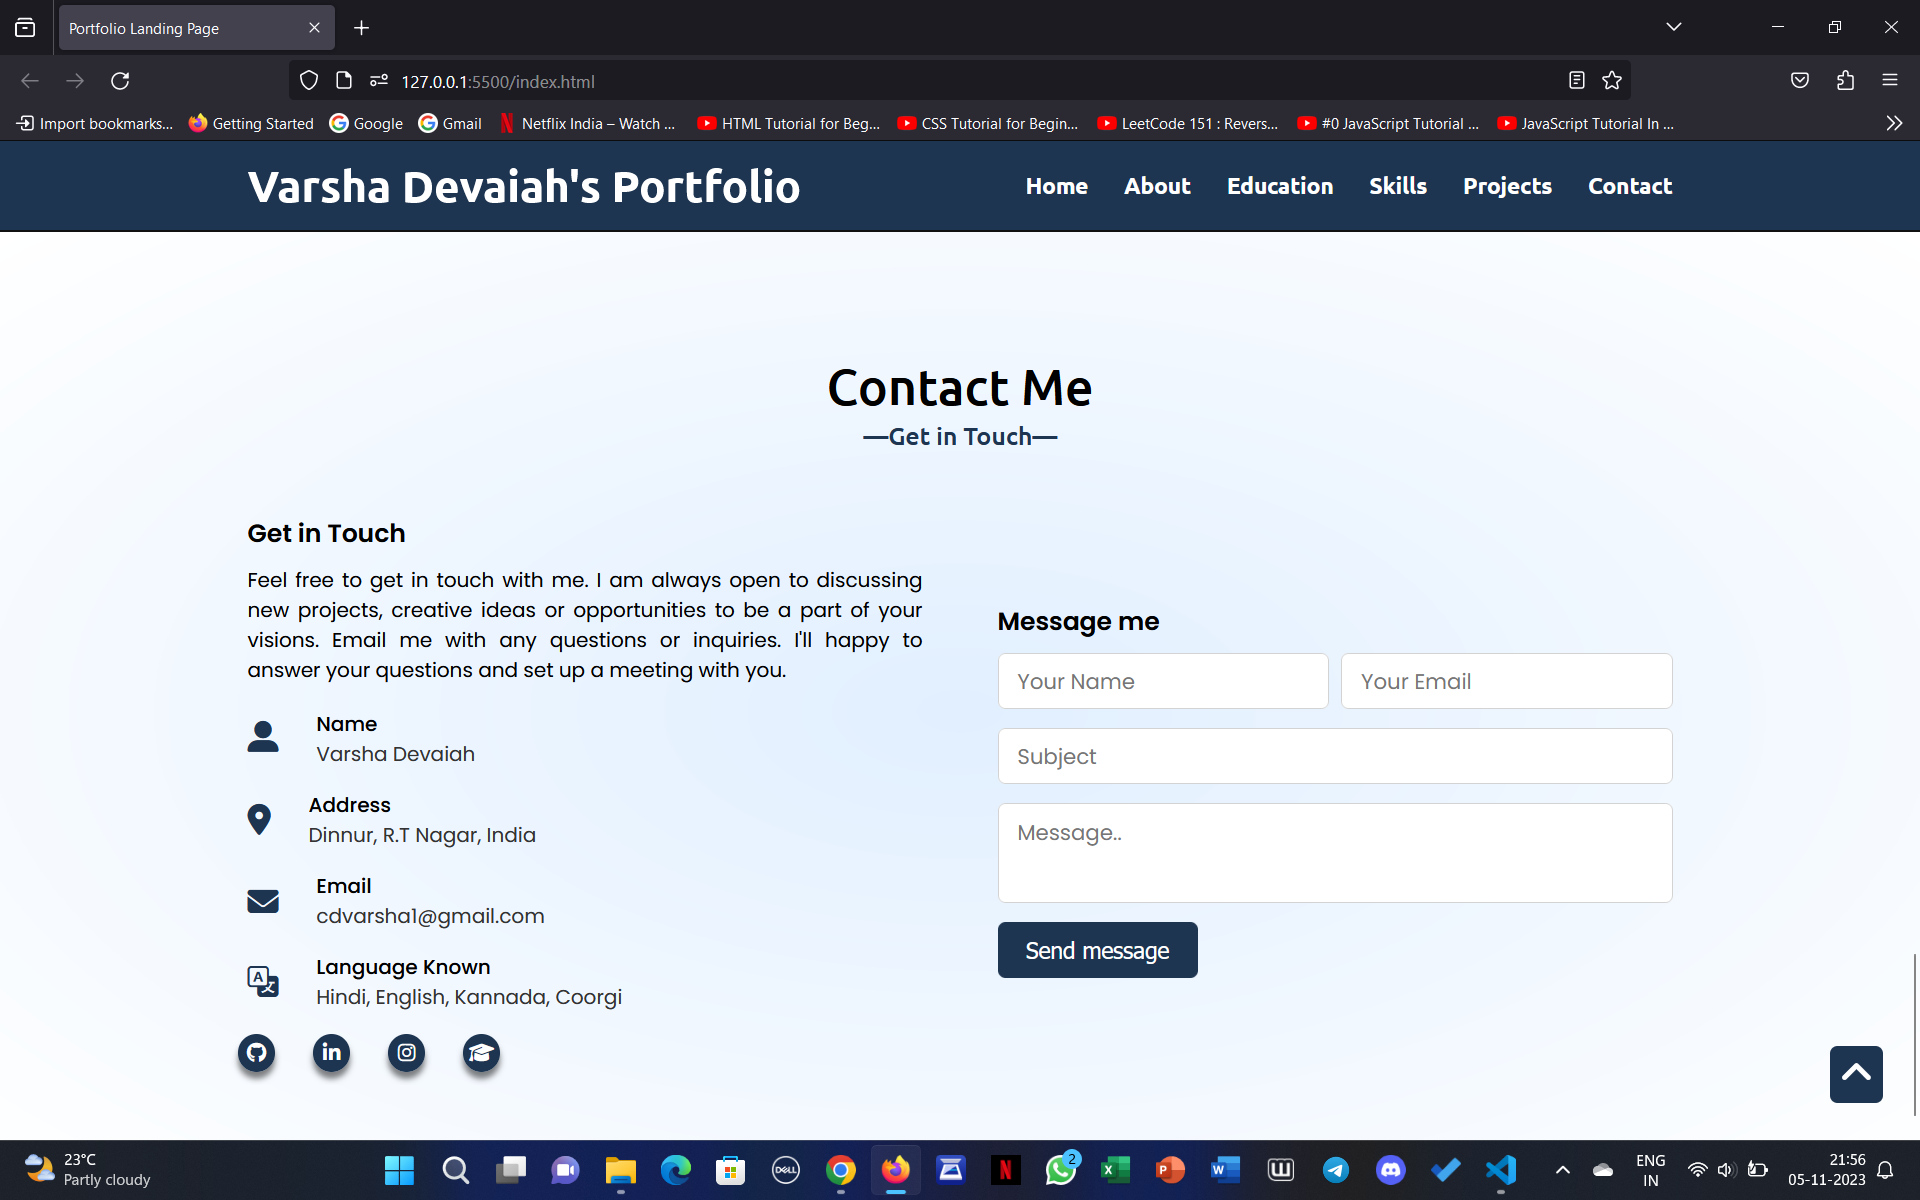 Portfolio Landing Page
127.0.0.1:5500/index.html
Import bookmarks... Getting Started Google Gmail Netflix India – Watch ... HTML Tutorial for Beg... CSS Tutorial for Begin... LeetCode 151 : Revers... #0 JavaScript Tutorial ... JavaScript Tutorial In ...
Varsha Devaiah's Portfolio Home About Education Skills Projects Contact
Contact Me
—Get in Touch—
Get in Touch
Feel free to get in touch with me. I am always open to discussing
new projects, creative ideas or opportunities to be a part of your
visions. Email me with any questions or inquiries. I'll happy to
answer your questions and set up a meeting with you.
Name
Varsha Devaiah
Address
Dinnur, R.T Nagar, India
Email
cdvarsha1@gmail.com
Language Known
Hindi, English, Kannada, Coorgi
Message me
Your Name Your Email
Subject
Message..
Send message
23°C
Partly cloudy
DELL
2
ENG
IN
21:56
05-11-2023